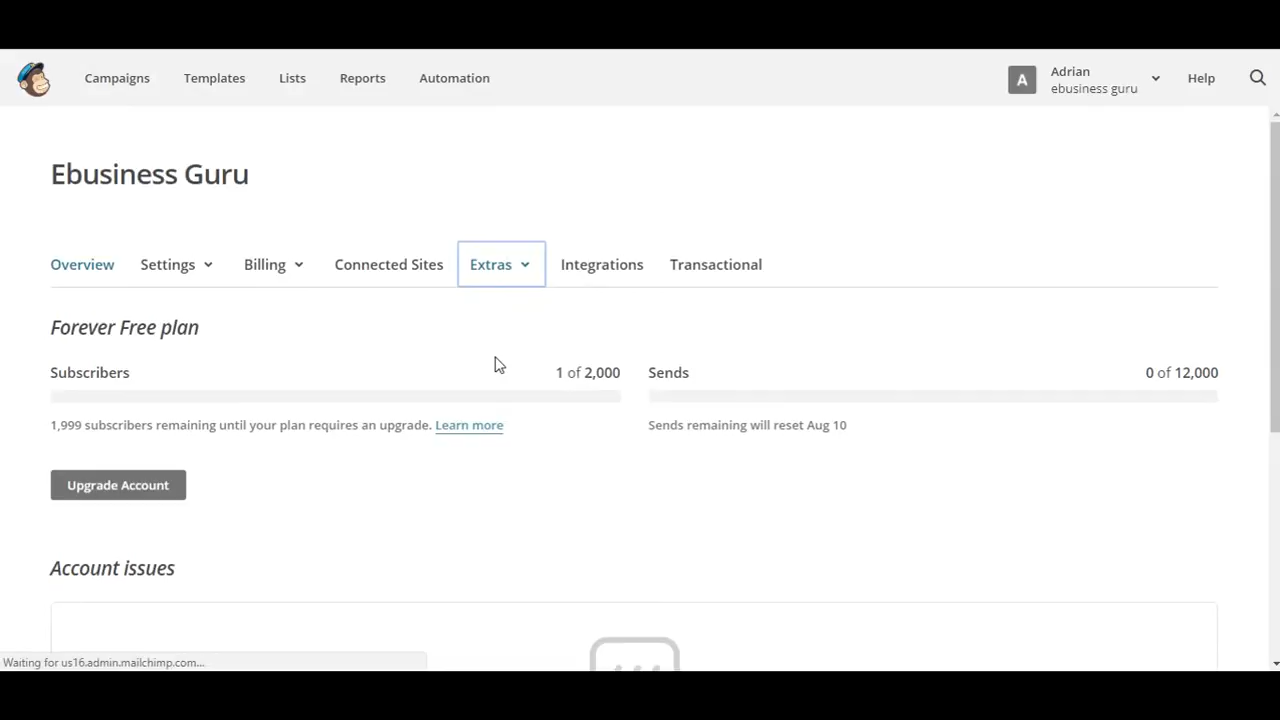 Campaigns Templates Lists Reports Automation
A
Adrian
ebusiness guru
Help
Ebusiness Guru
Overview Settings Billing Connected Sites Extras Integrations Transactional
Forever Free plan
Subscribers 1 of 2,000 Sends 0 of 12,000
1,999 subscribers remaining until your plan requires an upgrade. Learn more Sends remaining will reset Aug 10
Upgrade Account
Account issues
Waiting for us16.admin.mailchimp.com...